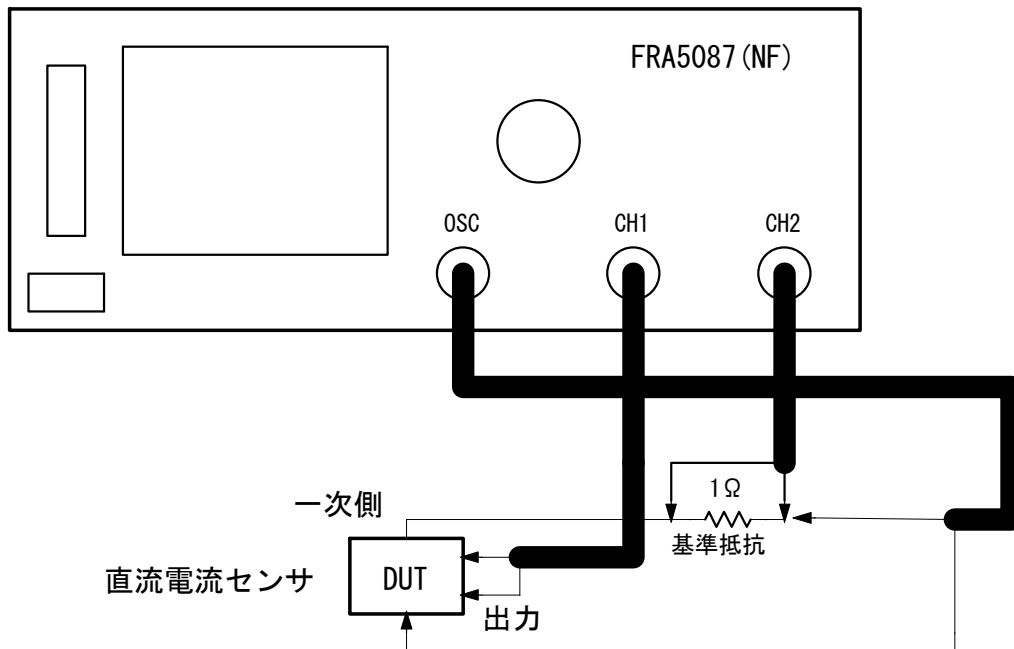 FRA5087(NF)
OSC
CH1
CH2
1Ω
一次側
基準抵抗
直流電流センサ
DUT
出力